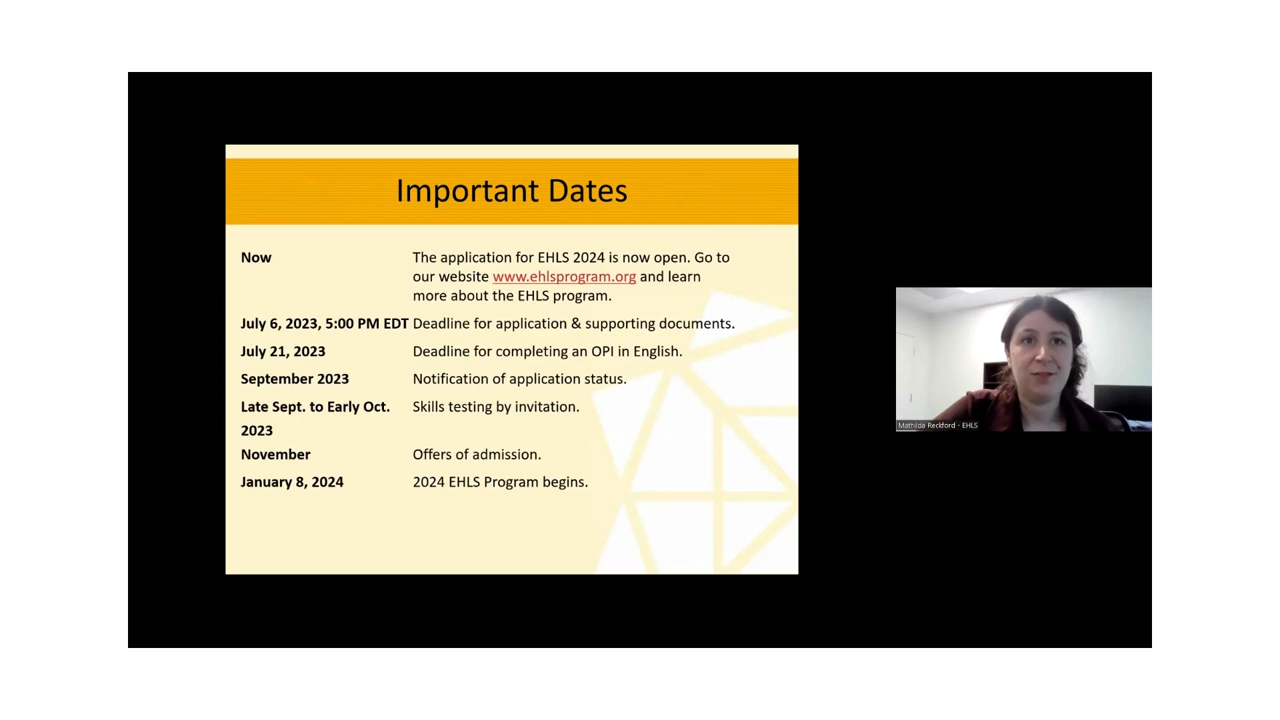 Important Dates
Now
The application for EHLS 2024 is now open. Go to
our website www.ehlsprogram.org and learn
more about the EHLS program.
July 6, 2023, 5:00 PM EDT Deadline for application & supporting documents.
July 21, 2023 Deadline for completing an OPI in English.
September 2023 Notification of application status.
Late Sept. to Early Oct. Skills testing by invitation.
2023
November Offers of admission.
January 8, 2024 2024 EHLS Program begins.
Mathilda Reckford - EHLS